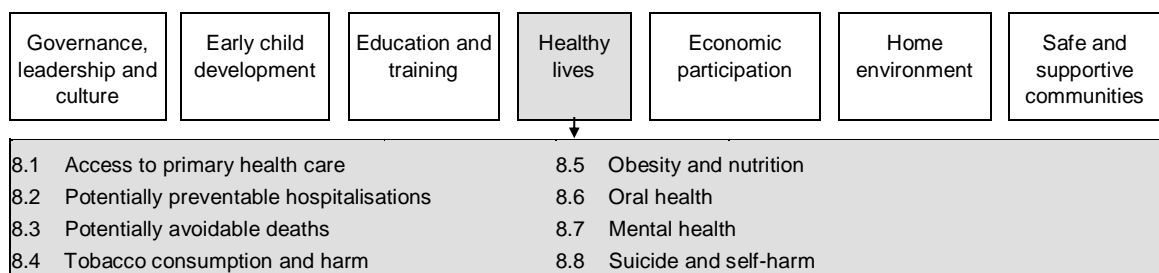 Governance,
leadership and
culture
Early child
development
Education and
training
Healthy
lives
Economic
participation
Home
environment
Safe and
supportive
communities
8.1 Access to primary health care
8.2 Potentially preventable hospitalisations
8.3 Potentially avoidable deaths
8.4 Tobacco consumption and harm
8.5 Obesity and nutrition
8.6 Oral health
8.7 Mental health
8.8 Suicide and self-harm